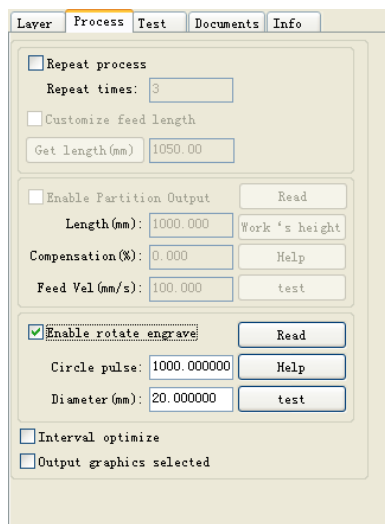 Layer Process Test Documents Info
Repeat process
Repeat times: 3
Customize feed length
Get length(mm) 1050.00
Enable Partition Output Read
Length(mm): 1000.000 Work 's height
Compensation(%): 0.000 Help
Feed Vel(mm/s): 100.000 test
Enable rotate engrave Read
Circle pulse: 1000.000000 Help
Diameter(mm): 20.000000 test
Interval optimize
Output graphics selected